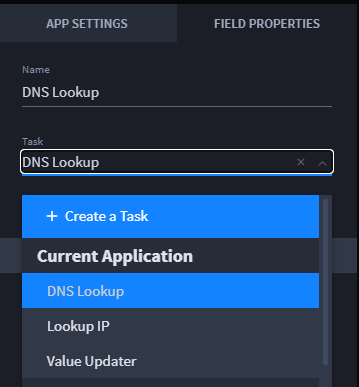 APP SETTINGS FIELD PROPERTIES
Name
DNS Lookup
Task
DNS Lookup
+ Create a Task
Current Application
DNS Lookup
Lookup IP
Value Updater